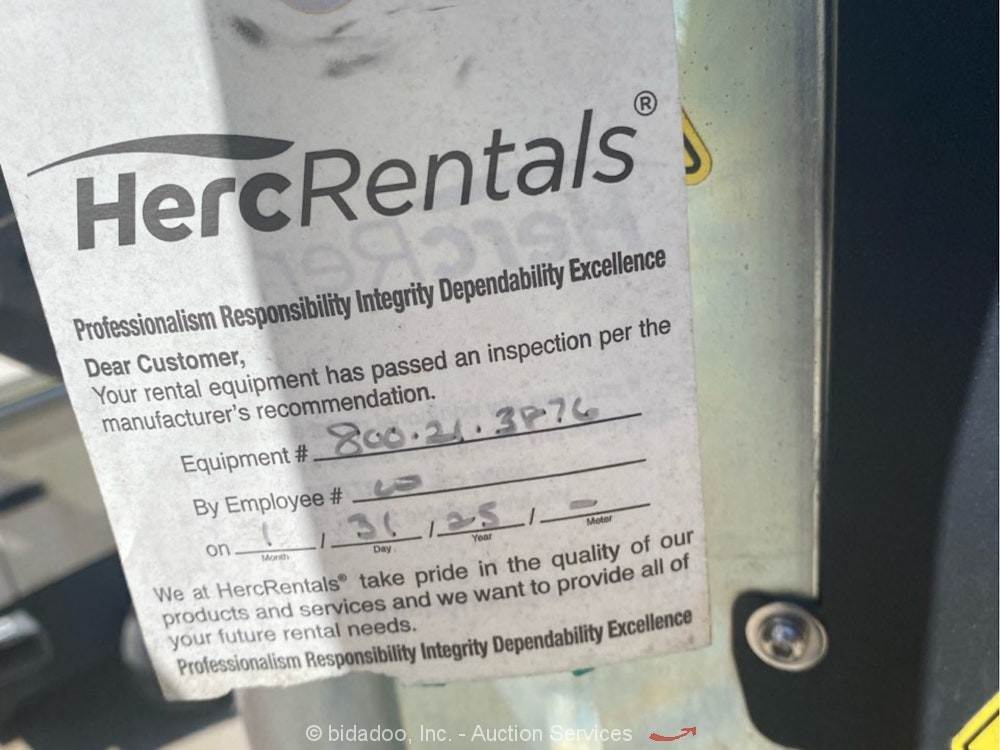 HercRentals®
Professionalism Responsibility Integrity Dependability Excellence
Dear Customer,
Your rental equipment has passed an inspection per the
manufacturer's recommendation.
Equipment #
By Employee #
on 1 / 31 / 25 / -
Month Day Year Meter
We at HercRentals® take pride in the quality of our
products and services and we want to provide all of
your future rental needs.
Professionalism Responsibility Integrity Dependability Excellence
© bidadoo, Inc. - Auction Services